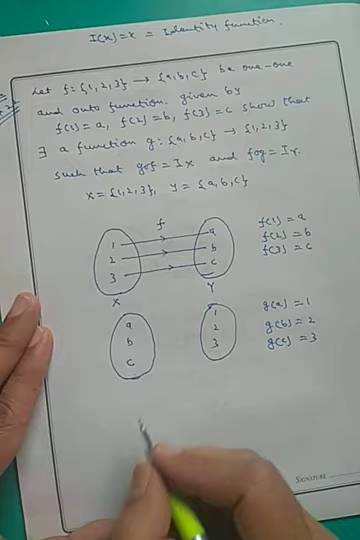 I(x) = x = Identity function.
Let f: {1,2,3} → {a,b,c} be one-one
and onto function. given by
f(1) = a, f(2) = b, f(3) = c show that
∃ a function g: {a,b,c} → {1,2,3}
such that gof = Ix and fog = Iy.
x = {1,2,3}, y = {a,b,c}
f
1 a
2 b
3 c
X Y
f(1) = a
f(2) = b
f(3) = c
a 1
b 2
c 3
g(a) = 1
g(b) = 2
g(c) = 3
SIGNATURE